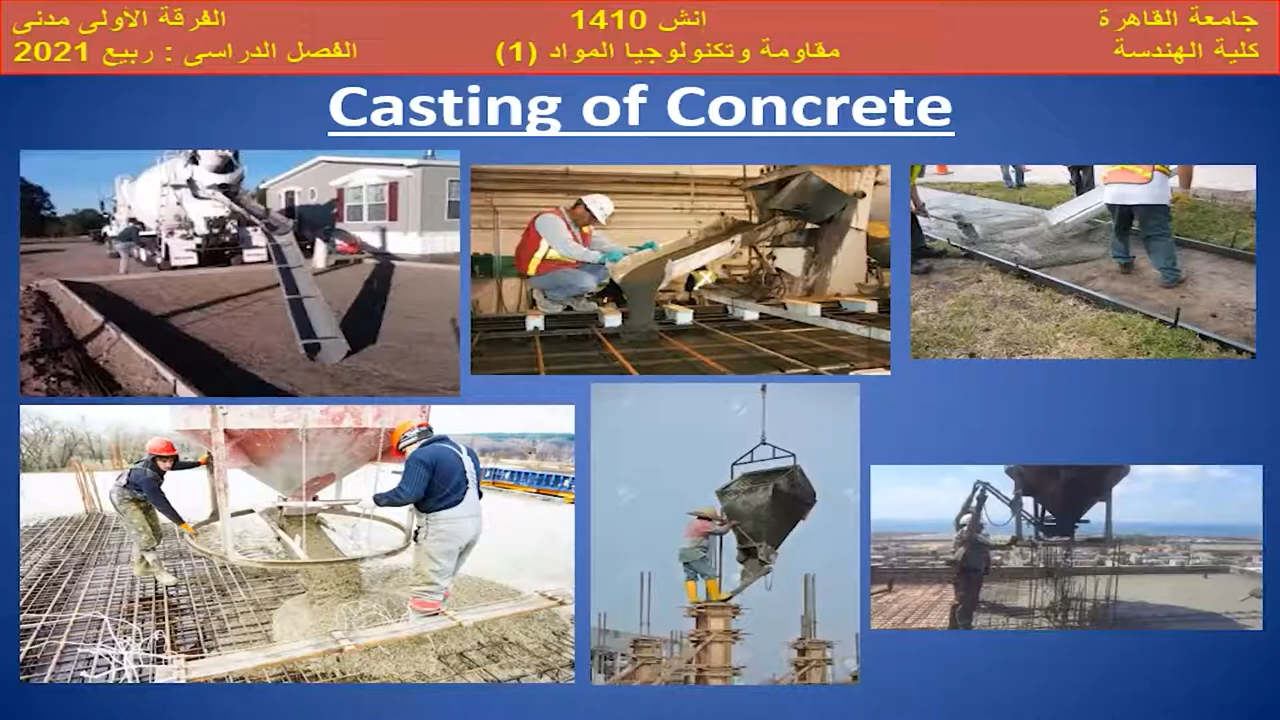 جامعة القاهرة
كلية الهندسة
إنش 1410
مقاومة وتكنولوجيا المواد (1)
الفرقة الأولى مدنى
الفصل الدراسى : ربيع 2021
Casting of Concrete